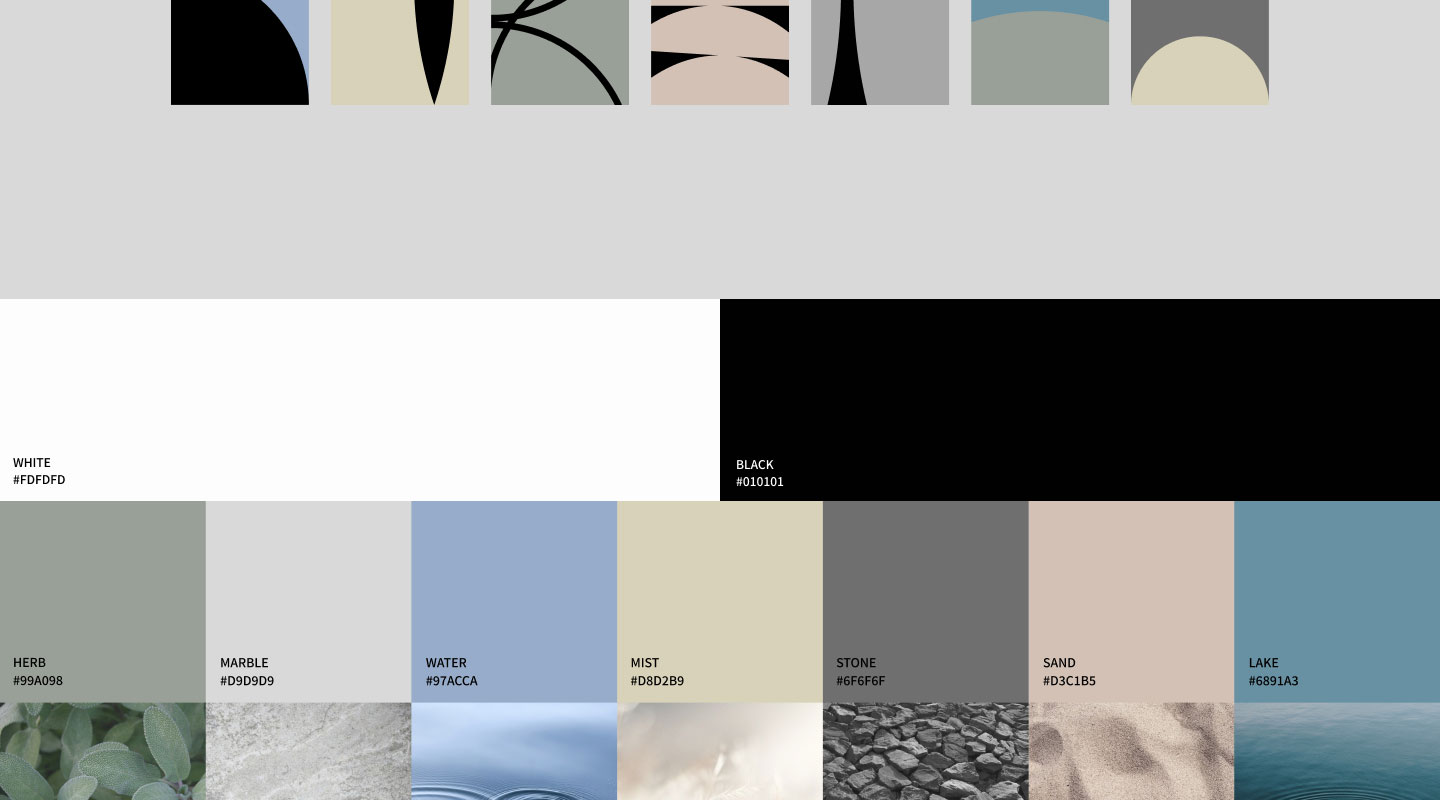 WHITE
#FDFDFD
BLACK
#010101
HERB
#99A098
MARBLE
#D9D9D9
WATER
#97ACCA
MIST
#D8D2B9
STONE
#6F6F6F
SAND
#D3C1B5
LAKE
#6891A3